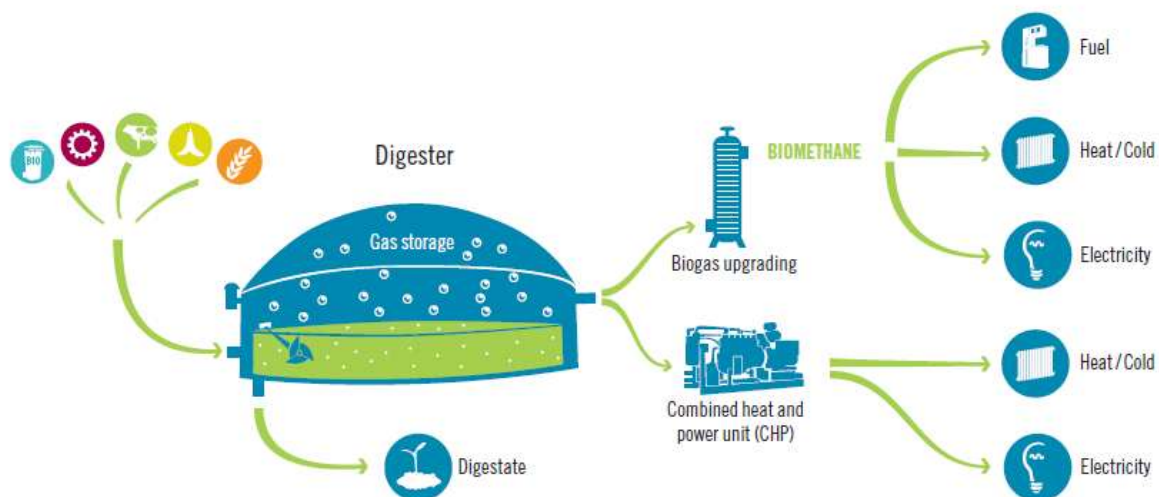 Fuel
BIO
Digester
BIOMETHANE
Heat / Cold
Gas storage
Biogas upgrading
Electricity
Heat / Cold
Combined heat and
power unit (CHP)
Digestate
Electricity